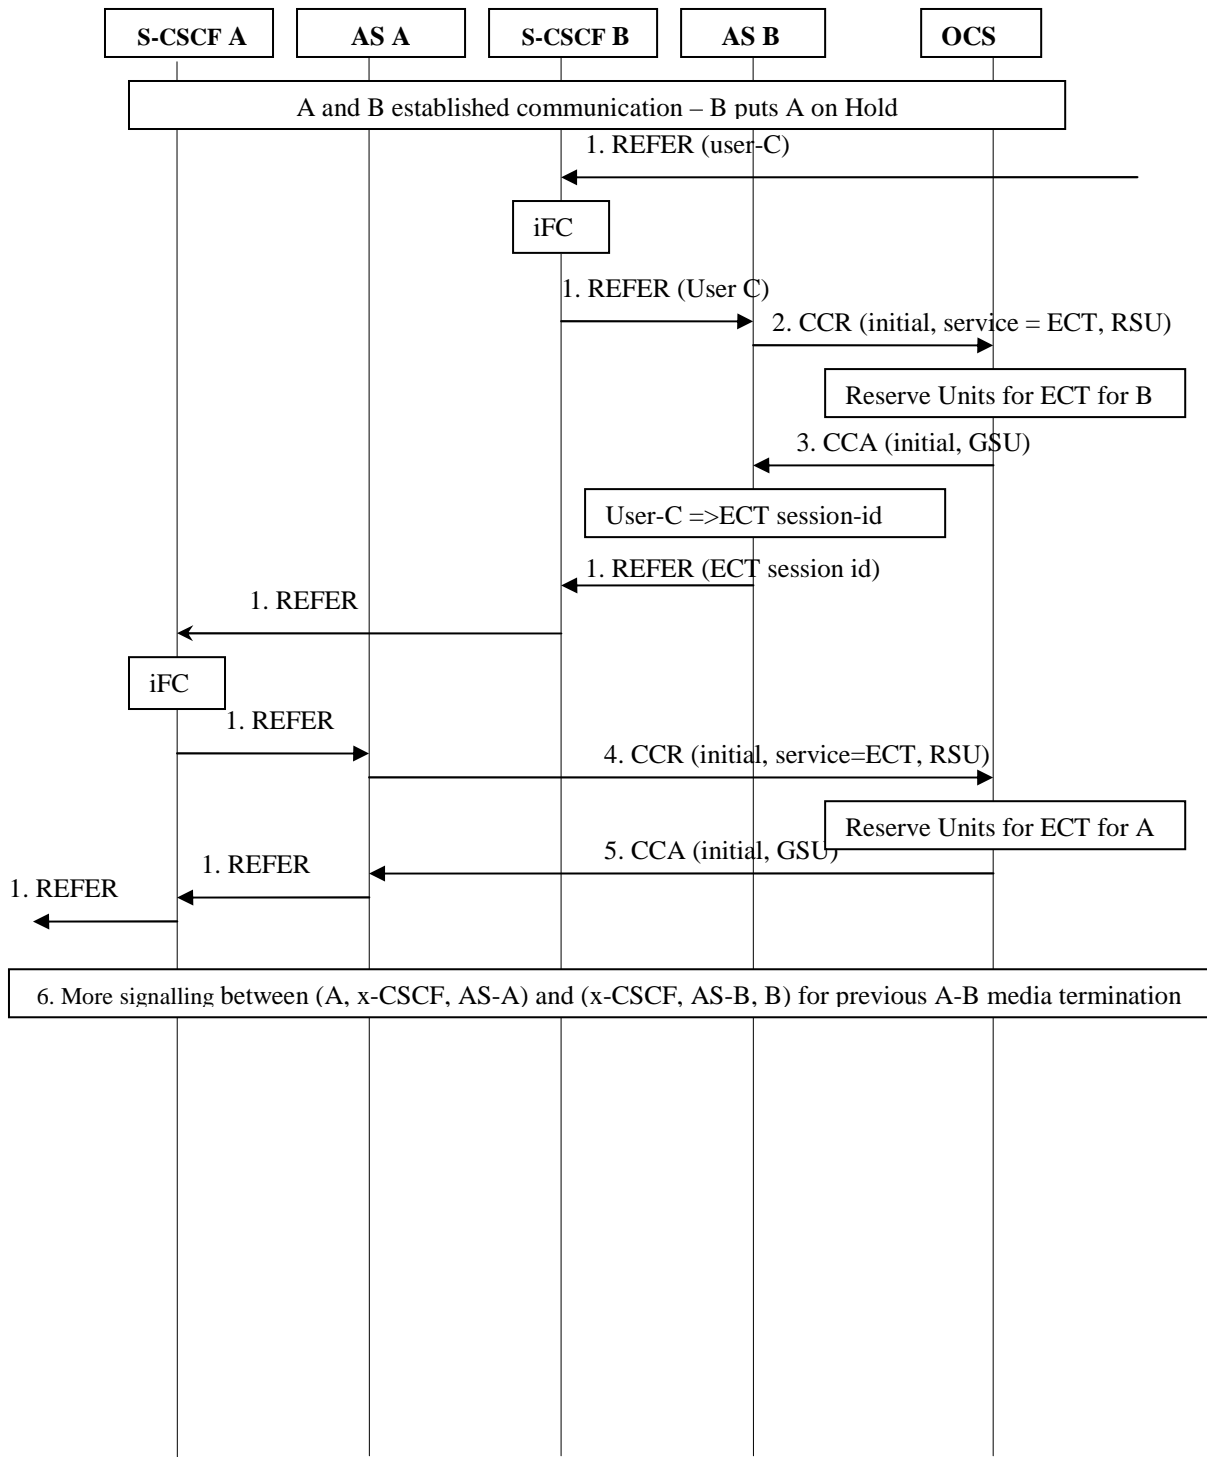 S-CSCF A
AS A
S-CSCF B
AS B
OCS
A and B established communication – B puts A on Hold
1. REFER (user-C)
iFC
1. REFER (User C)
2. CCR (initial, service = ECT, RSU)
Reserve Units for ECT for B
3. CCA (initial, GSU)
User-C =>ECT session-id
1. REFER (ECT session id)
1. REFER
iFC
1. REFER
4. CCR (initial, service=ECT, RSU)
Reserve Units for ECT for A
5. CCA (initial, GSU)
1. REFER
1. REFER
6. More signalling between (A, x-CSCF, AS-A) and (x-CSCF, AS-B, B) for previous A-B media termination